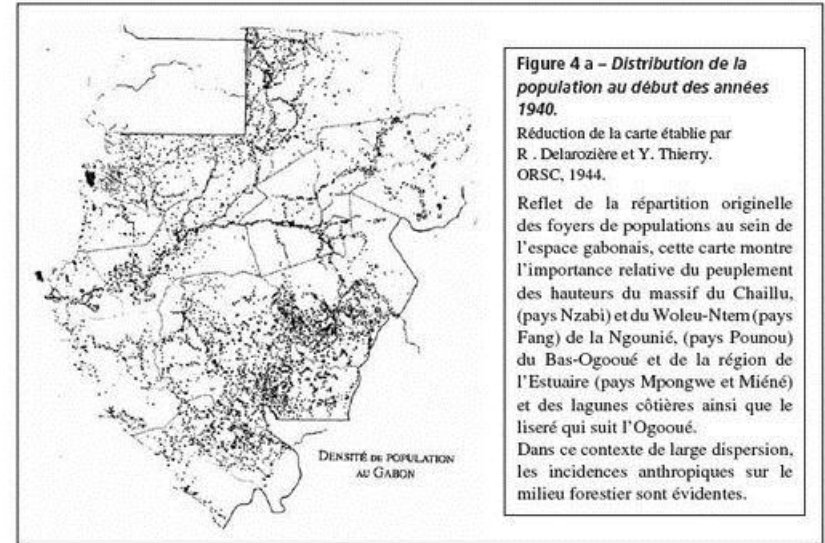 Figure 4 a – Distribution de la
population au début des années
1940.
Réduction de la carte établie par
R . Delarozière et Y. Thierry.
ORSC, 1944.
Reflet de la répartition originelle
des foyers de populations au sein de
l'espace gabonais, cette carte montre
l'importance relative du peuplement
des hauteurs du massif du Chaillu,
(pays Nzabi) et du Woleu-Ntem (pays
Fang) de la Ngounié, (pays Pounou)
du Bas-Ogooué et de la région de
l'Estuaire (pays Mpongwe et Miéné)
et des lagunes côtières ainsi que le
liseré qui suit l'Ogooué.
Dans ce contexte de large dispersion,
les incidences anthropiques sur le
milieu forestier sont évidentes.
DENSITÉ DE POPULATION
AU GABON